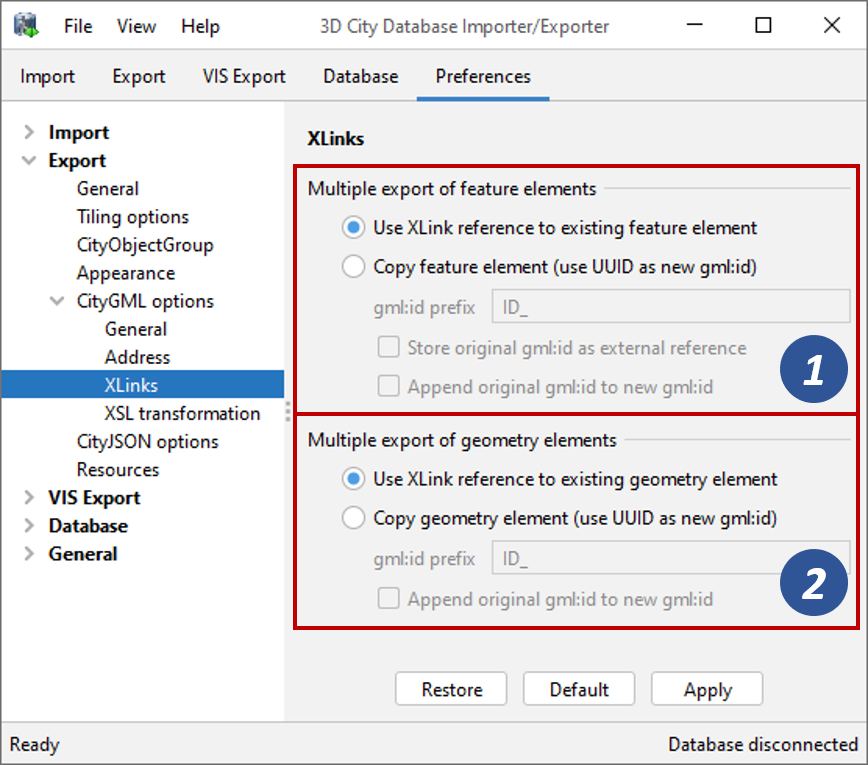 File View Help 3D City Database Importer/Exporter
Import Export VIS Export Database Preferences
Import
Export
General
Tiling options
CityObjectGroup
Appearance
CityGML options
General
Address
XLinks
XSL transformation
CityJSON options
Resources
VIS Export
Database
General
XLinks
Multiple export of feature elements
Use XLink reference to existing feature element
Copy feature element (use UUID as new gml:id)
gml:id prefix ID_
Store original gml:id as external reference
Append original gml:id to new gml:id
1
Multiple export of geometry elements
Use XLink reference to existing geometry element
Copy geometry element (use UUID as new gml:id)
gml:id prefix ID_
Append original gml:id to new gml:id
2
Restore Default Apply
Ready Database disconnected